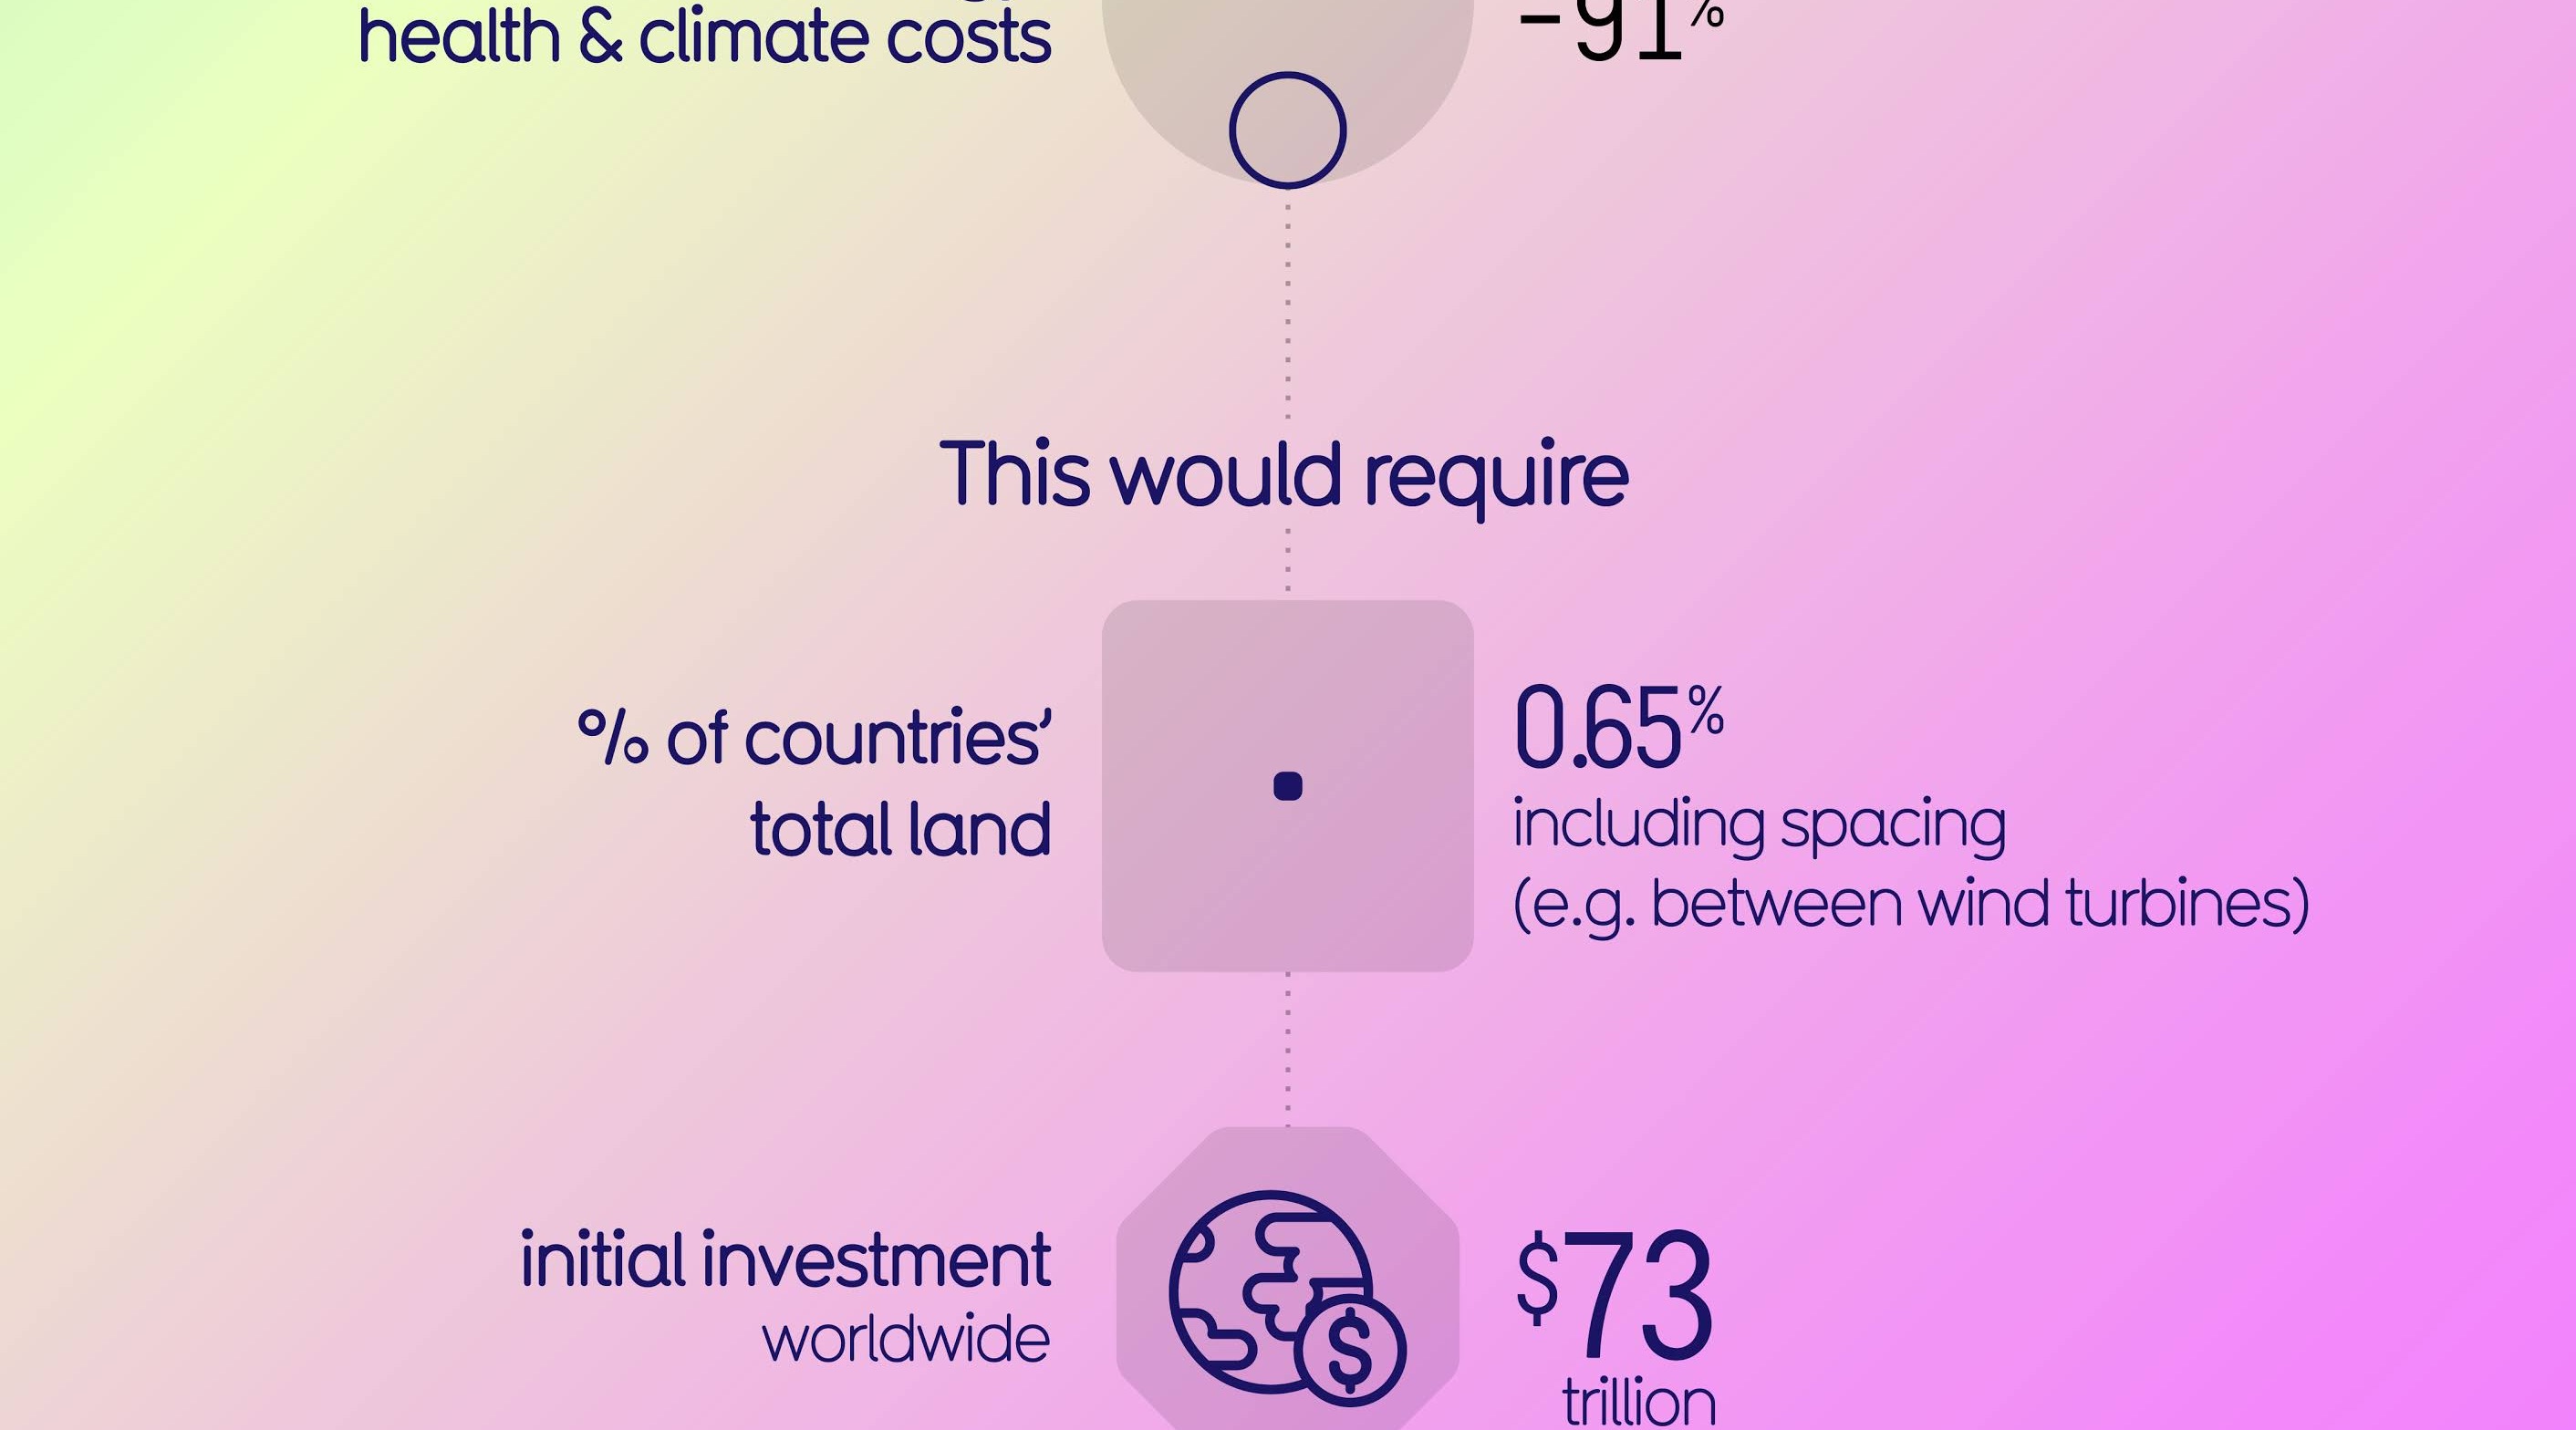 health & climate costs
-91%
This would require
% of countries’
total land
0.65%
including spacing
(e.g. between wind turbines)
initial investment
worldwide
$73
trillion
$